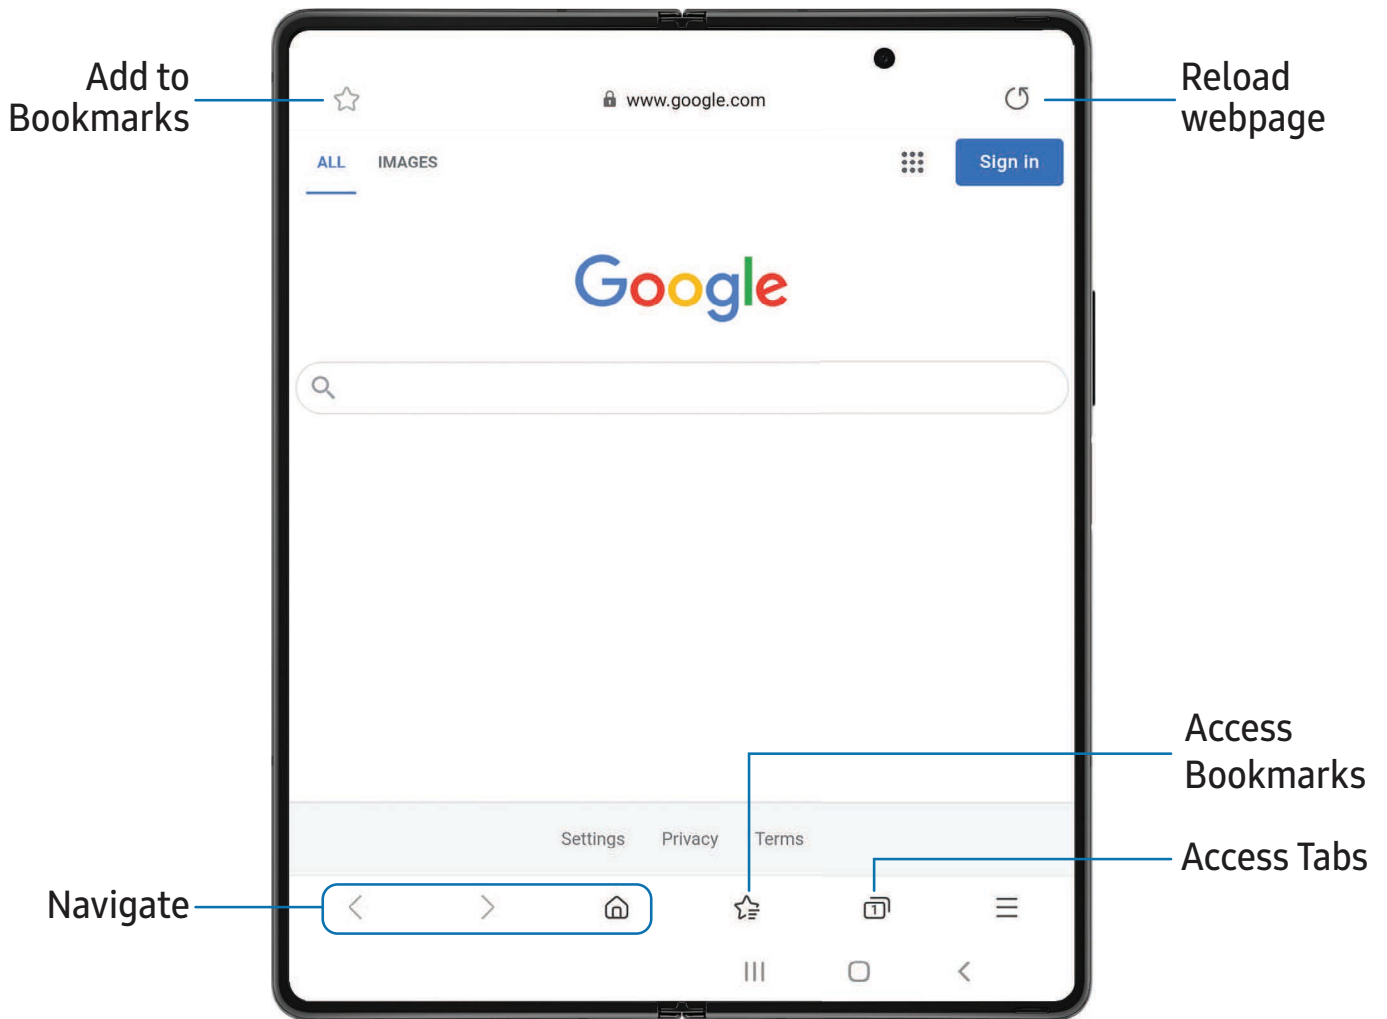 Add to
Bookmarks
www.google.com
Reload
webpage
ALL IMAGES
Sign in
Google
Access
Bookmarks
Settings Privacy Terms
Access Tabs
Navigate
1